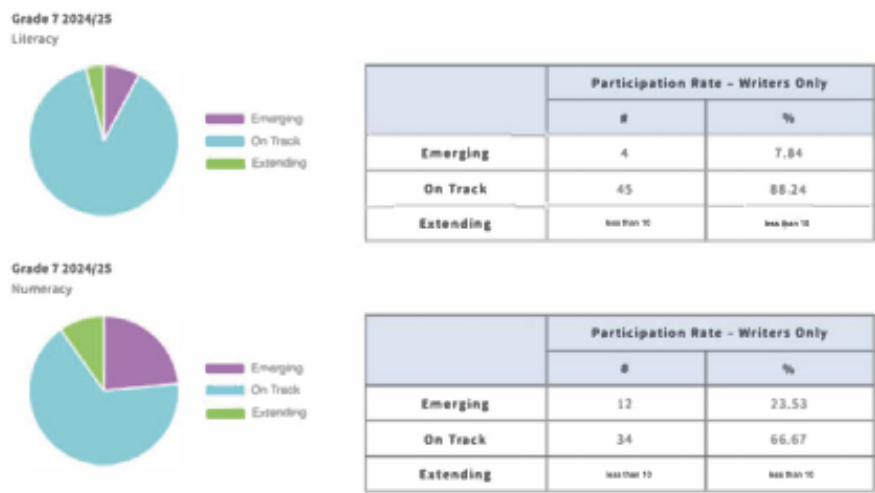 Grade 7 2024/25
Literacy
Emerging
On Track
Extending
Participation Rate – Writers Only
# %
Emerging 4 7.84
On Track 45 88.24
Extending less than 10 less than 10
Grade 7 2024/25
Numeracy
Emerging
On Track
Extending
Participation Rate – Writers Only
# %
Emerging 12 23.53
On Track 34 66.67
Extending less than 10 less than 10